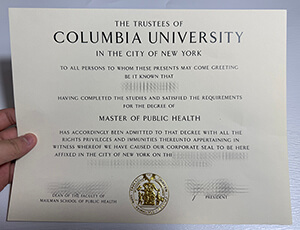 THE TRUSTEES OF
COLUMBIA UNIVERSITY
IN THE CITY OF NEW YORK
TO ALL PERSONS TO WHOM THESE PRESENTS MAY COME GREETING
BE IT KNOWN THAT
HAVING COMPLETED THE STUDIES AND SATISFIED THE REQUIREMENTS
FOR THE DEGREE OF
MASTER OF PUBLIC HEALTH
HAS ACCORDINGLY BEEN ADMITTED TO THAT DEGREE WITH ALL THE
RIGHTS PRIVILEGES AND IMMUNITIES THEREUNTO APPERTAINING IN
WITNESS WHEREOF WE HAVE CAUSED OUR CORPORATE SEAL TO BE HERE
AFFIXED IN THE CITY OF NEW YORK ON THE
DEAN OF THE FACULTY OF
MAILMAN SCHOOL OF PUBLIC HEALTH
PRESIDENT